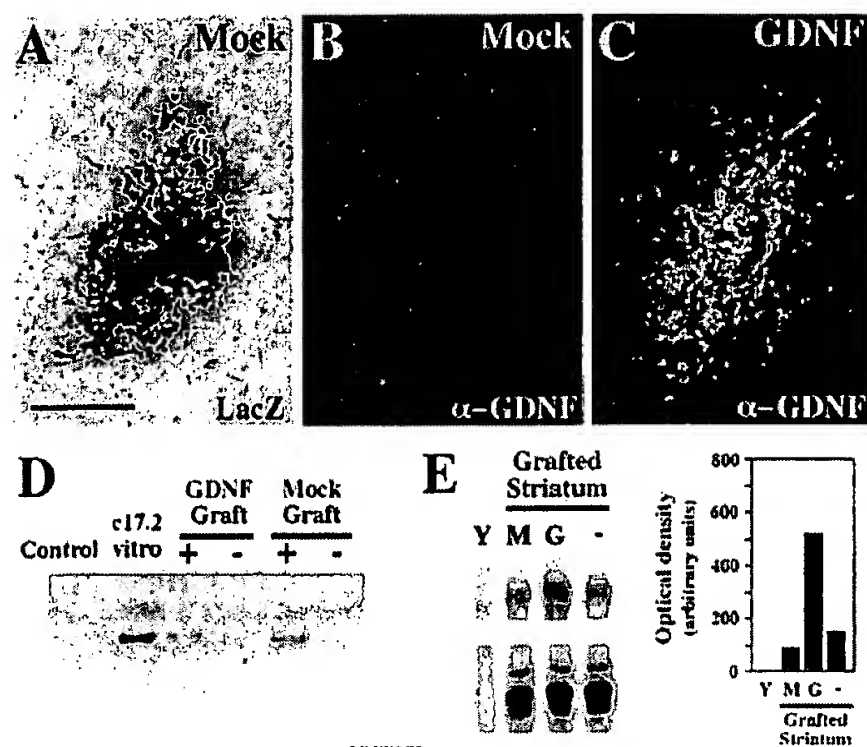 A Mock
LacZ
B Mock
α-GDNF
C GDNF
α-GDNF
D
GDNF Mock
c17.2 Graft Graft
Control vitro + - + -
E Grafted
Striatum
Y M G -
Optical density
(arbitrary units)
800
600
400
200
0
Y M G -
Grafted
Striatum